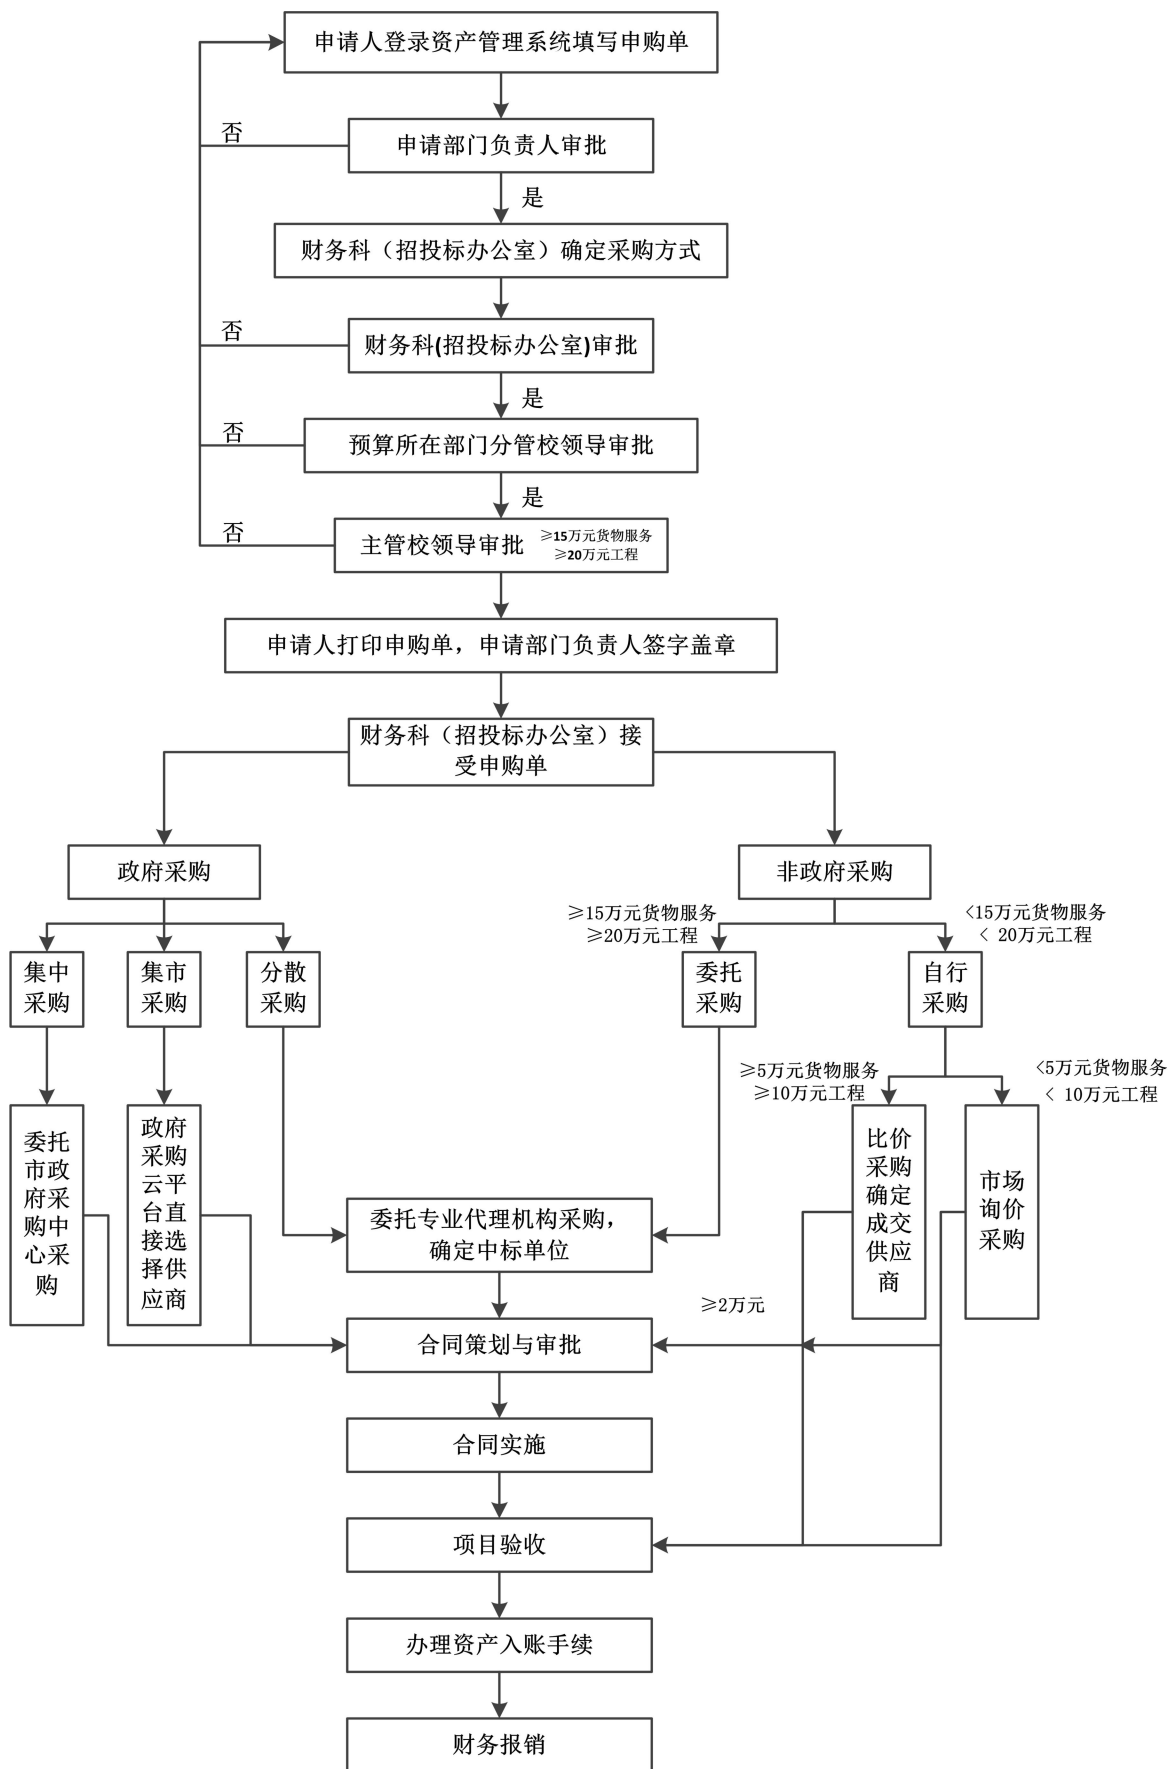 申请人登录资产管理系统填写申购单
否
申请部门负责人审批
是
财务科（招投标办公室）确定采购方式
否
财务科(招投标办公室)审批
是
否
预算所在部门分管校领导审批
是
否
主管校领导审批
≥15万元货物服务
≥20万元工程
申请人打印申购单，申请部门负责人签字盖章
财务科（招投标办公室）接
受申购单
政府采购
非政府采购
≥15万元货物服务
≥20万元工程
<15万元货物服务
< 20万元工程
集中
采购
集市
采购
分散
采购
委托
采购
自行
采购
≥5万元货物服务
≥10万元工程
<5万元货物服务
< 10万元工程
委托
市政
府采
购中
心采
购
政府
采购
云平
台直
接选
择供
应商
比价
采购
确定
成交
供应
商
市场
询价
采购
委托专业代理机构采购，
确定中标单位
≥2万元
合同策划与审批
合同实施
项目验收
办理资产入账手续
财务报销